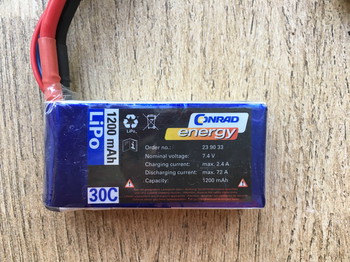 LiPo
1200 mAh
30C
LiPo
CONRAD
energy
Order no.: 23 90 33
Nominal voltage: 7.4 V
Charging current: max. 2.4 A
Discharging current: max. 72 A
Capacity: 1200 mAh